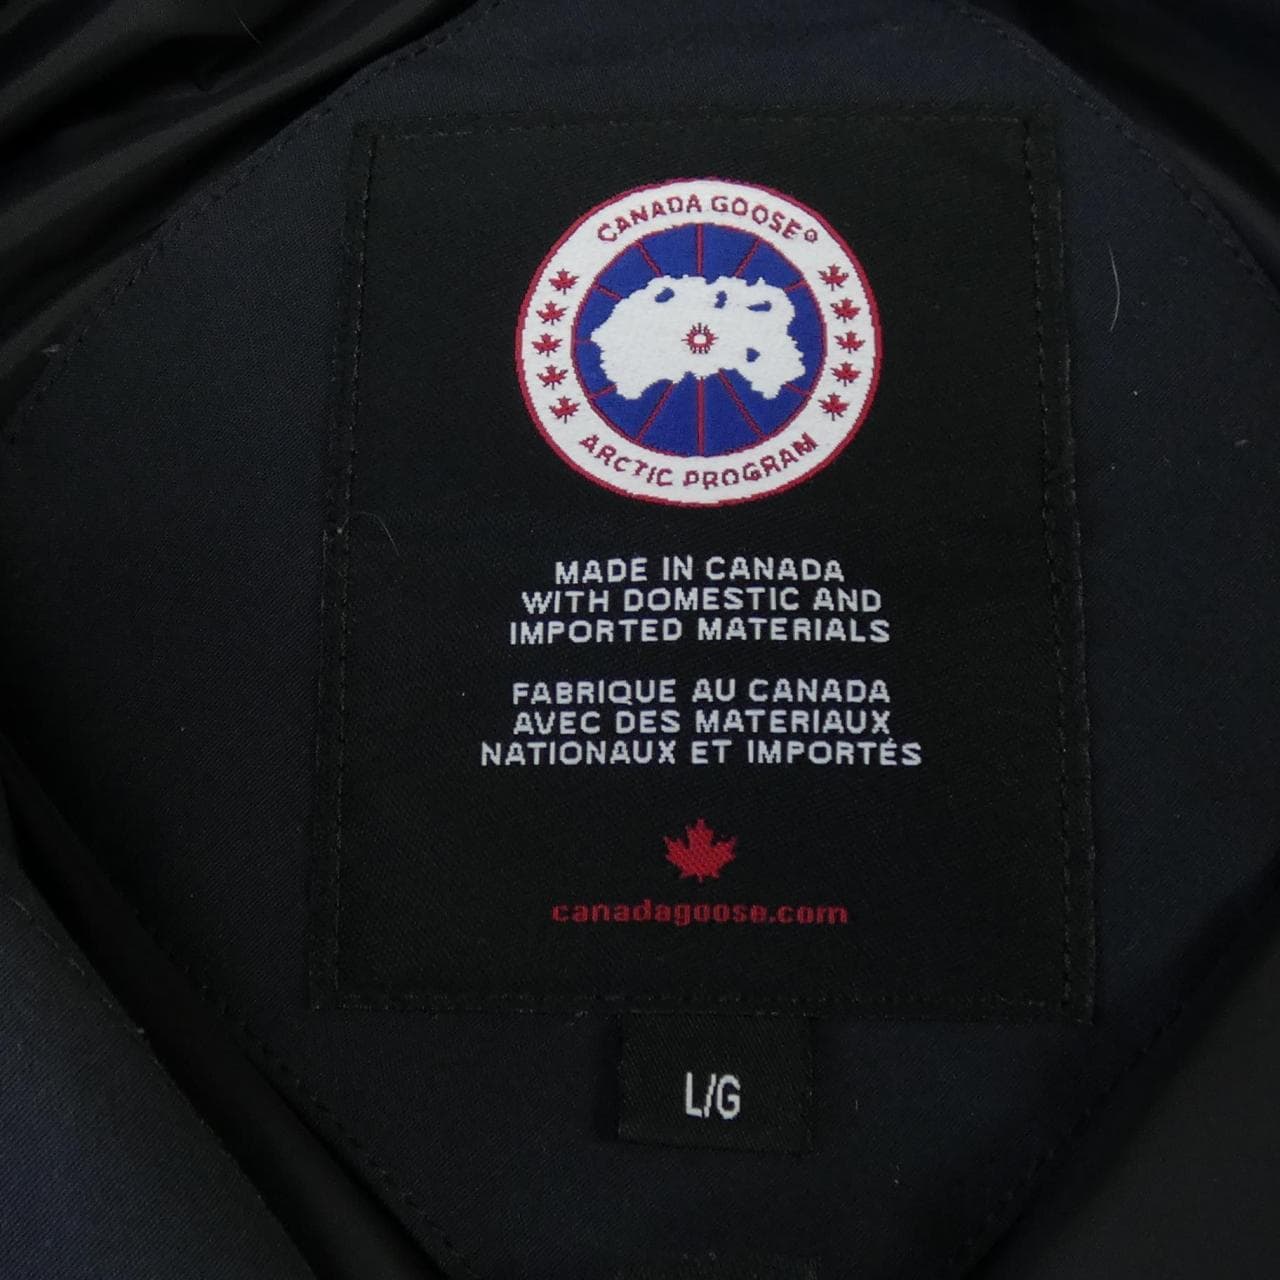 CANADA GOOSE®
ARCTIC PROGRAM
MADE IN CANADA
WITH DOMESTIC AND
IMPORTED MATERIALS
FABRIQUE AU CANADA
AVEC DES MATERIAUX
NATIONAUX ET IMPORTÉS
canadagoose.com
L/G